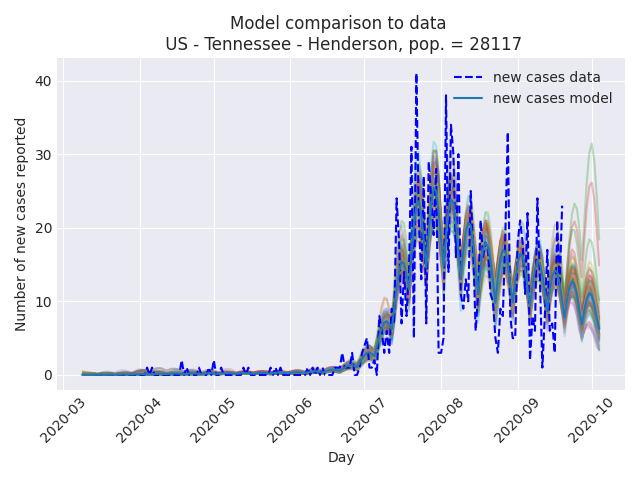 Model comparison to data
US - Tennessee - Henderson, pop. = 28117
new cases data
new cases model
Number of new cases reported
40
30
20
10
0
2020-03
2020-04
2020-05
2020-06
2020-07
2020-08
2020-09
2020-10
Day